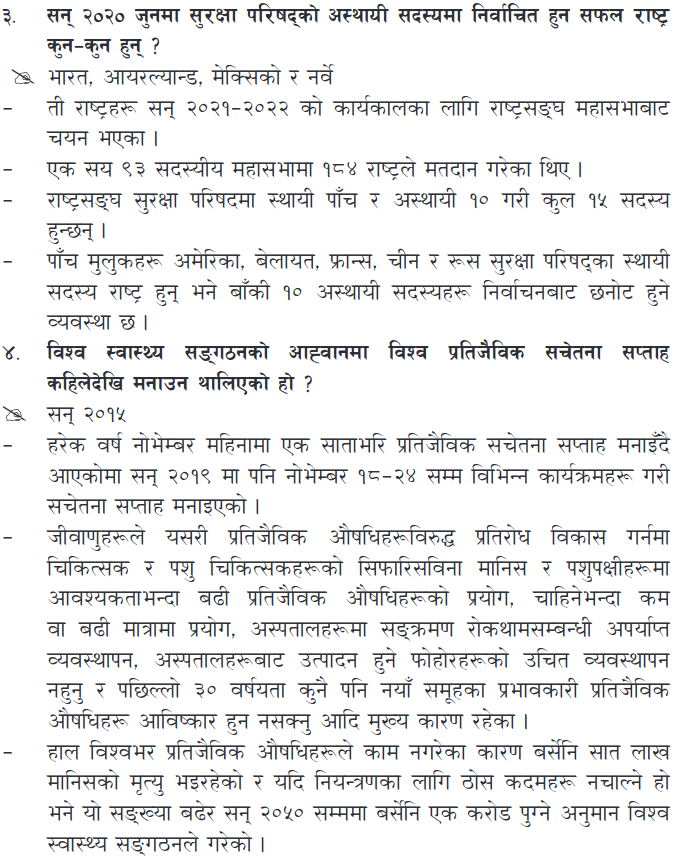 ३. सन् २०२० जुनमा सुरक्षा परिषद्को अस्थायी सदस्यमा निर्वाचित हुन सफल राष्ट्र
कुन-कुन हुन् ?
भारत, आयरल्यान्ड, मेक्सिको र नर्वे
– ती राष्ट्रहरू सन् २०२१-२०२२ को कार्यकालका लागि राष्ट्रसङ्घ महासभाबाट
चयन भएका ।
– एक सय ९३ सदस्यीय महासभामा १८४ राष्ट्रले मतदान गरेका थिए ।
– राष्ट्रसङ्घ सुरक्षा परिषदमा स्थायी पाँच र अस्थायी १० गरी कुल १५ सदस्य
हुन्छन् ।
– पाँच मुलुकहरू अमेरिका, बेलायत, फ्रान्स, चीन र रूस सुरक्षा परिषद्का स्थायी
सदस्य राष्ट्र हुन् भने बाँकी १० अस्थायी सदस्यहरू निर्वाचनबाट छनोट हुने
व्यवस्था छ ।
४. विश्व स्वास्थ्य सङ्गठनको आह्वानमा विश्व प्रतिजैविक सचेतना सप्ताह
कहिलेदेखि मनाउन थालिएको हो ?
सन् २०१५
– हरेक वर्ष नोभेम्बर महिनामा एक साताभरि प्रतिजैविक सचेतना सप्ताह मनाइँदै
आएकोमा सन् २०१९ मा पनि नोभेम्बर १८-२४ सम्म विभिन्न कार्यक्रमहरू गरी
सचेतना सप्ताह मनाइएको ।
– जीवाणुहरूले यसरी प्रतिजैविक औषधिहरूविरुद्ध प्रतिरोध विकास गर्नमा
चिकित्सक र पशु चिकित्सकहरूको सिफारिसविना मानिस र पशुपक्षीहरूमा
आवश्यकताभन्दा बढी प्रतिजैविक औषधिहरूको प्रयोग, चाहिनेभन्दा कम
वा बढी मात्रामा प्रयोग, अस्पतालहरूमा सङ्क्रमण रोकथामसम्बन्धी अपर्याप्त
व्यवस्थापन, अस्पतालहरूबाट उत्पादन हुने फोहोरहरूको उचित व्यवस्थापन
नहुनु र पछिल्लो ३० वर्षयता कुनै पनि नयाँ समूहका प्रभावकारी प्रतिजैविक
औषधिहरू आविष्कार हुन नसक्नु आदि मुख्य कारण रहेका ।
– हाल विश्वभर प्रतिजैविक औषधिहरूले काम नगरेका कारण बर्सेनि सात लाख
मानिसको मृत्यु भइरहेको र यदि नियन्त्रणका लागि ठोस कदमहरू नचाल्ने हो
भने यो सङ्ख्या बढेर सन् २०५० सम्ममा बर्सेनि एक करोड पुग्ने अनुमान विश्व
स्वास्थ्य सङ्गठनले गरेको ।